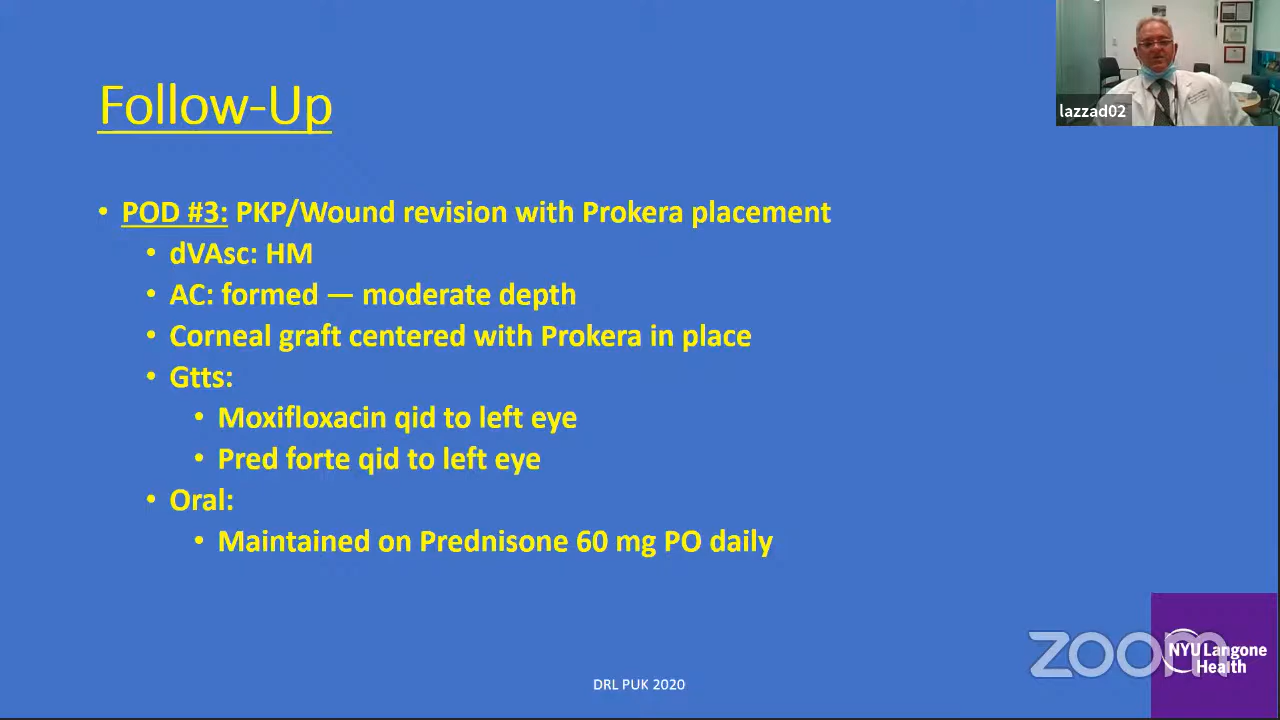 lazzad02
Follow-Up
• POD #3: PKP/Wound revision with Prokera placement
• dVAsc: HM
• AC: formed — moderate depth
• Corneal graft centered with Prokera in place
• Gtts:
• Moxifloxacin qid to left eye
• Pred forte qid to left eye
• Oral:
• Maintained on Prednisone 60 mg PO daily
zoom
NYU Langone
Health
DRL PUK 2020